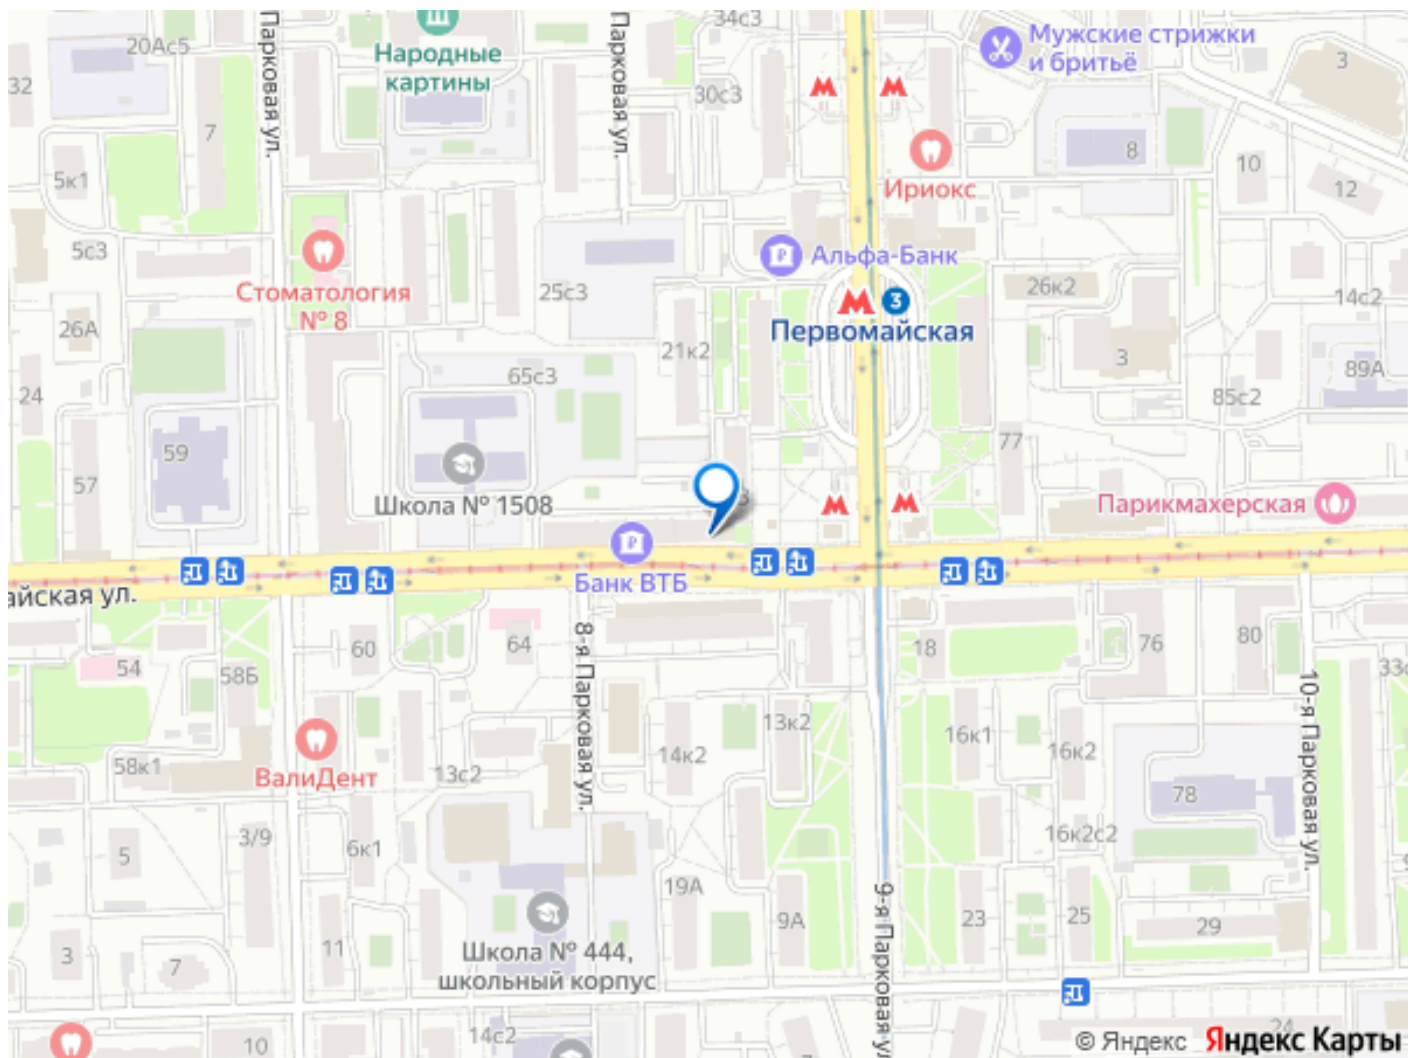 34с3
20Ас5
Народные
картины
Мужские стрижки
и бритьё
3
32
7
Парковая ул.
Парковая ул.
30с3
8
10
12
5к1
Ириокс
5с3
Альфа-Банк
Стоматология
№ 8
25с3
26к2
14с2
26А
3
Первомайская
21к2
3
89А
24
65с3
85с2
77
59
57
Школа № 1508
3
Парикмахерская
Банк ВТБ
айская ул.
8-я Парковая ул.
54
58Б
60
64
18
76
80
33с
10-я Парковая ул.
13к2
14к2
16к1
16к2
58к1
ВалиДент
13с2
78
3/9
5
6к1
16к2с2
19А
9А
9-я Парковая ул
23
25
29
3
7
11
Школа № 444,
школьный корпус
10
14с2
24
© Яндекс Яндекс Карты